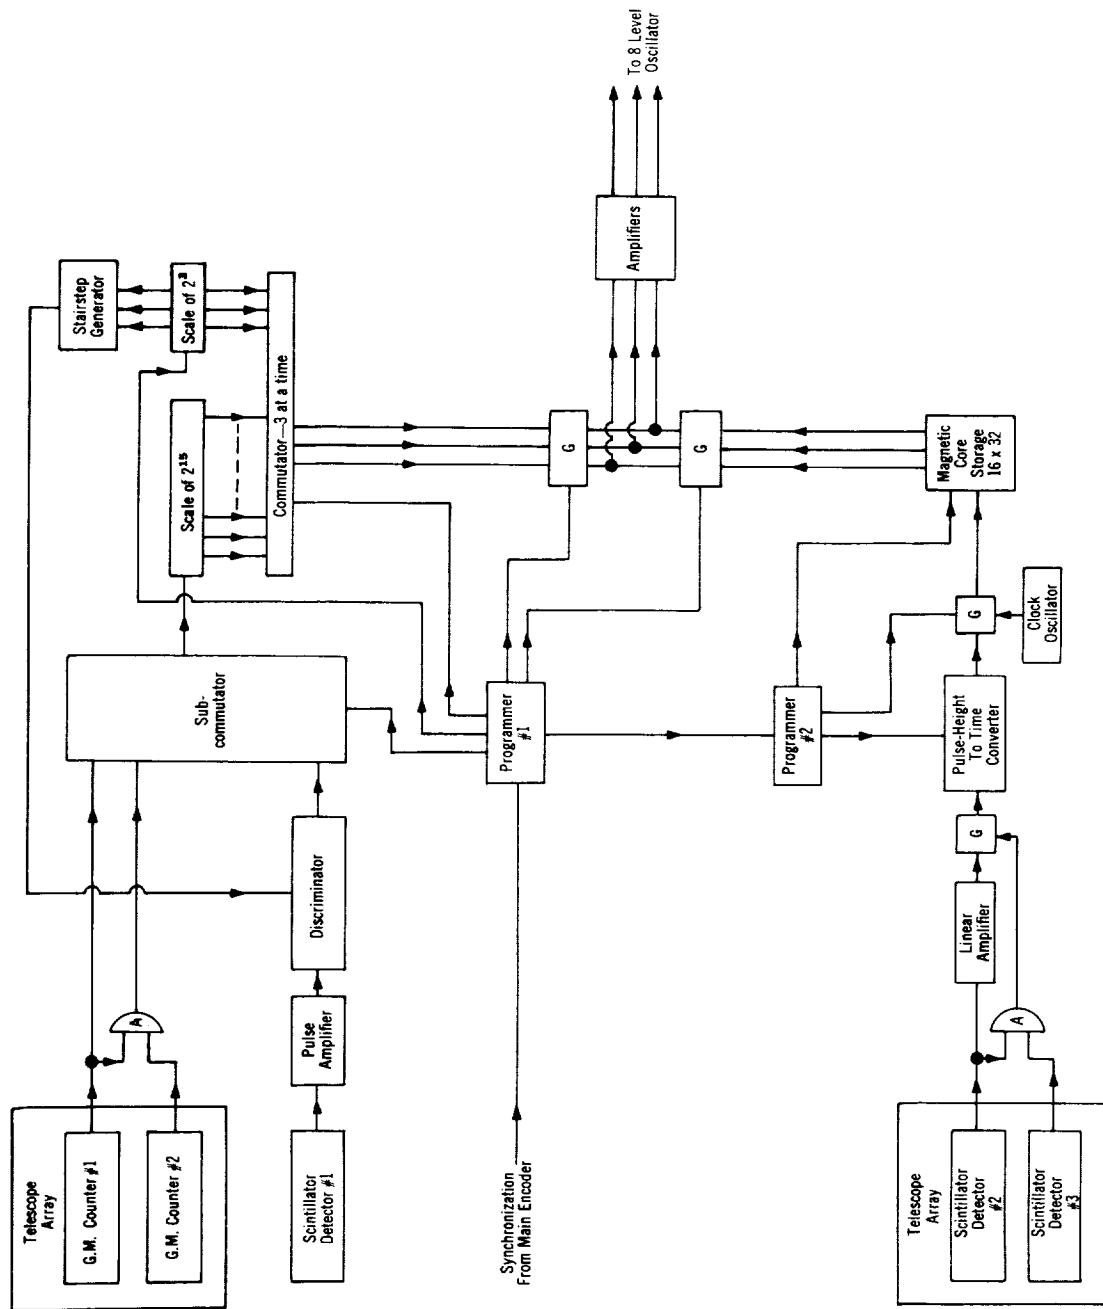 Telescope
Array
G.M. Counter #1
G.M. Counter #2
A
Scintillator
Detector #1
Pulse
Amplifier
Discriminator
Sub-
commutator
Scale of 2¹⁵
Scale of 2³
Stairstep
Generator
Commutator—3 at a time
Synchronization
From Main Encoder
Programmer
#1
G
G
Amplifiers
To 8 Level
Oscillator
Programmer
#2
Magnetic
Core
Storage
16 x 32
Telescope
Array
Scintillator
Detector
#2
Scintillator
Detector
#3
A
Linear
Amplifier
G
Pulse-Height
To Time
Converter
G
Clock
Oscillator